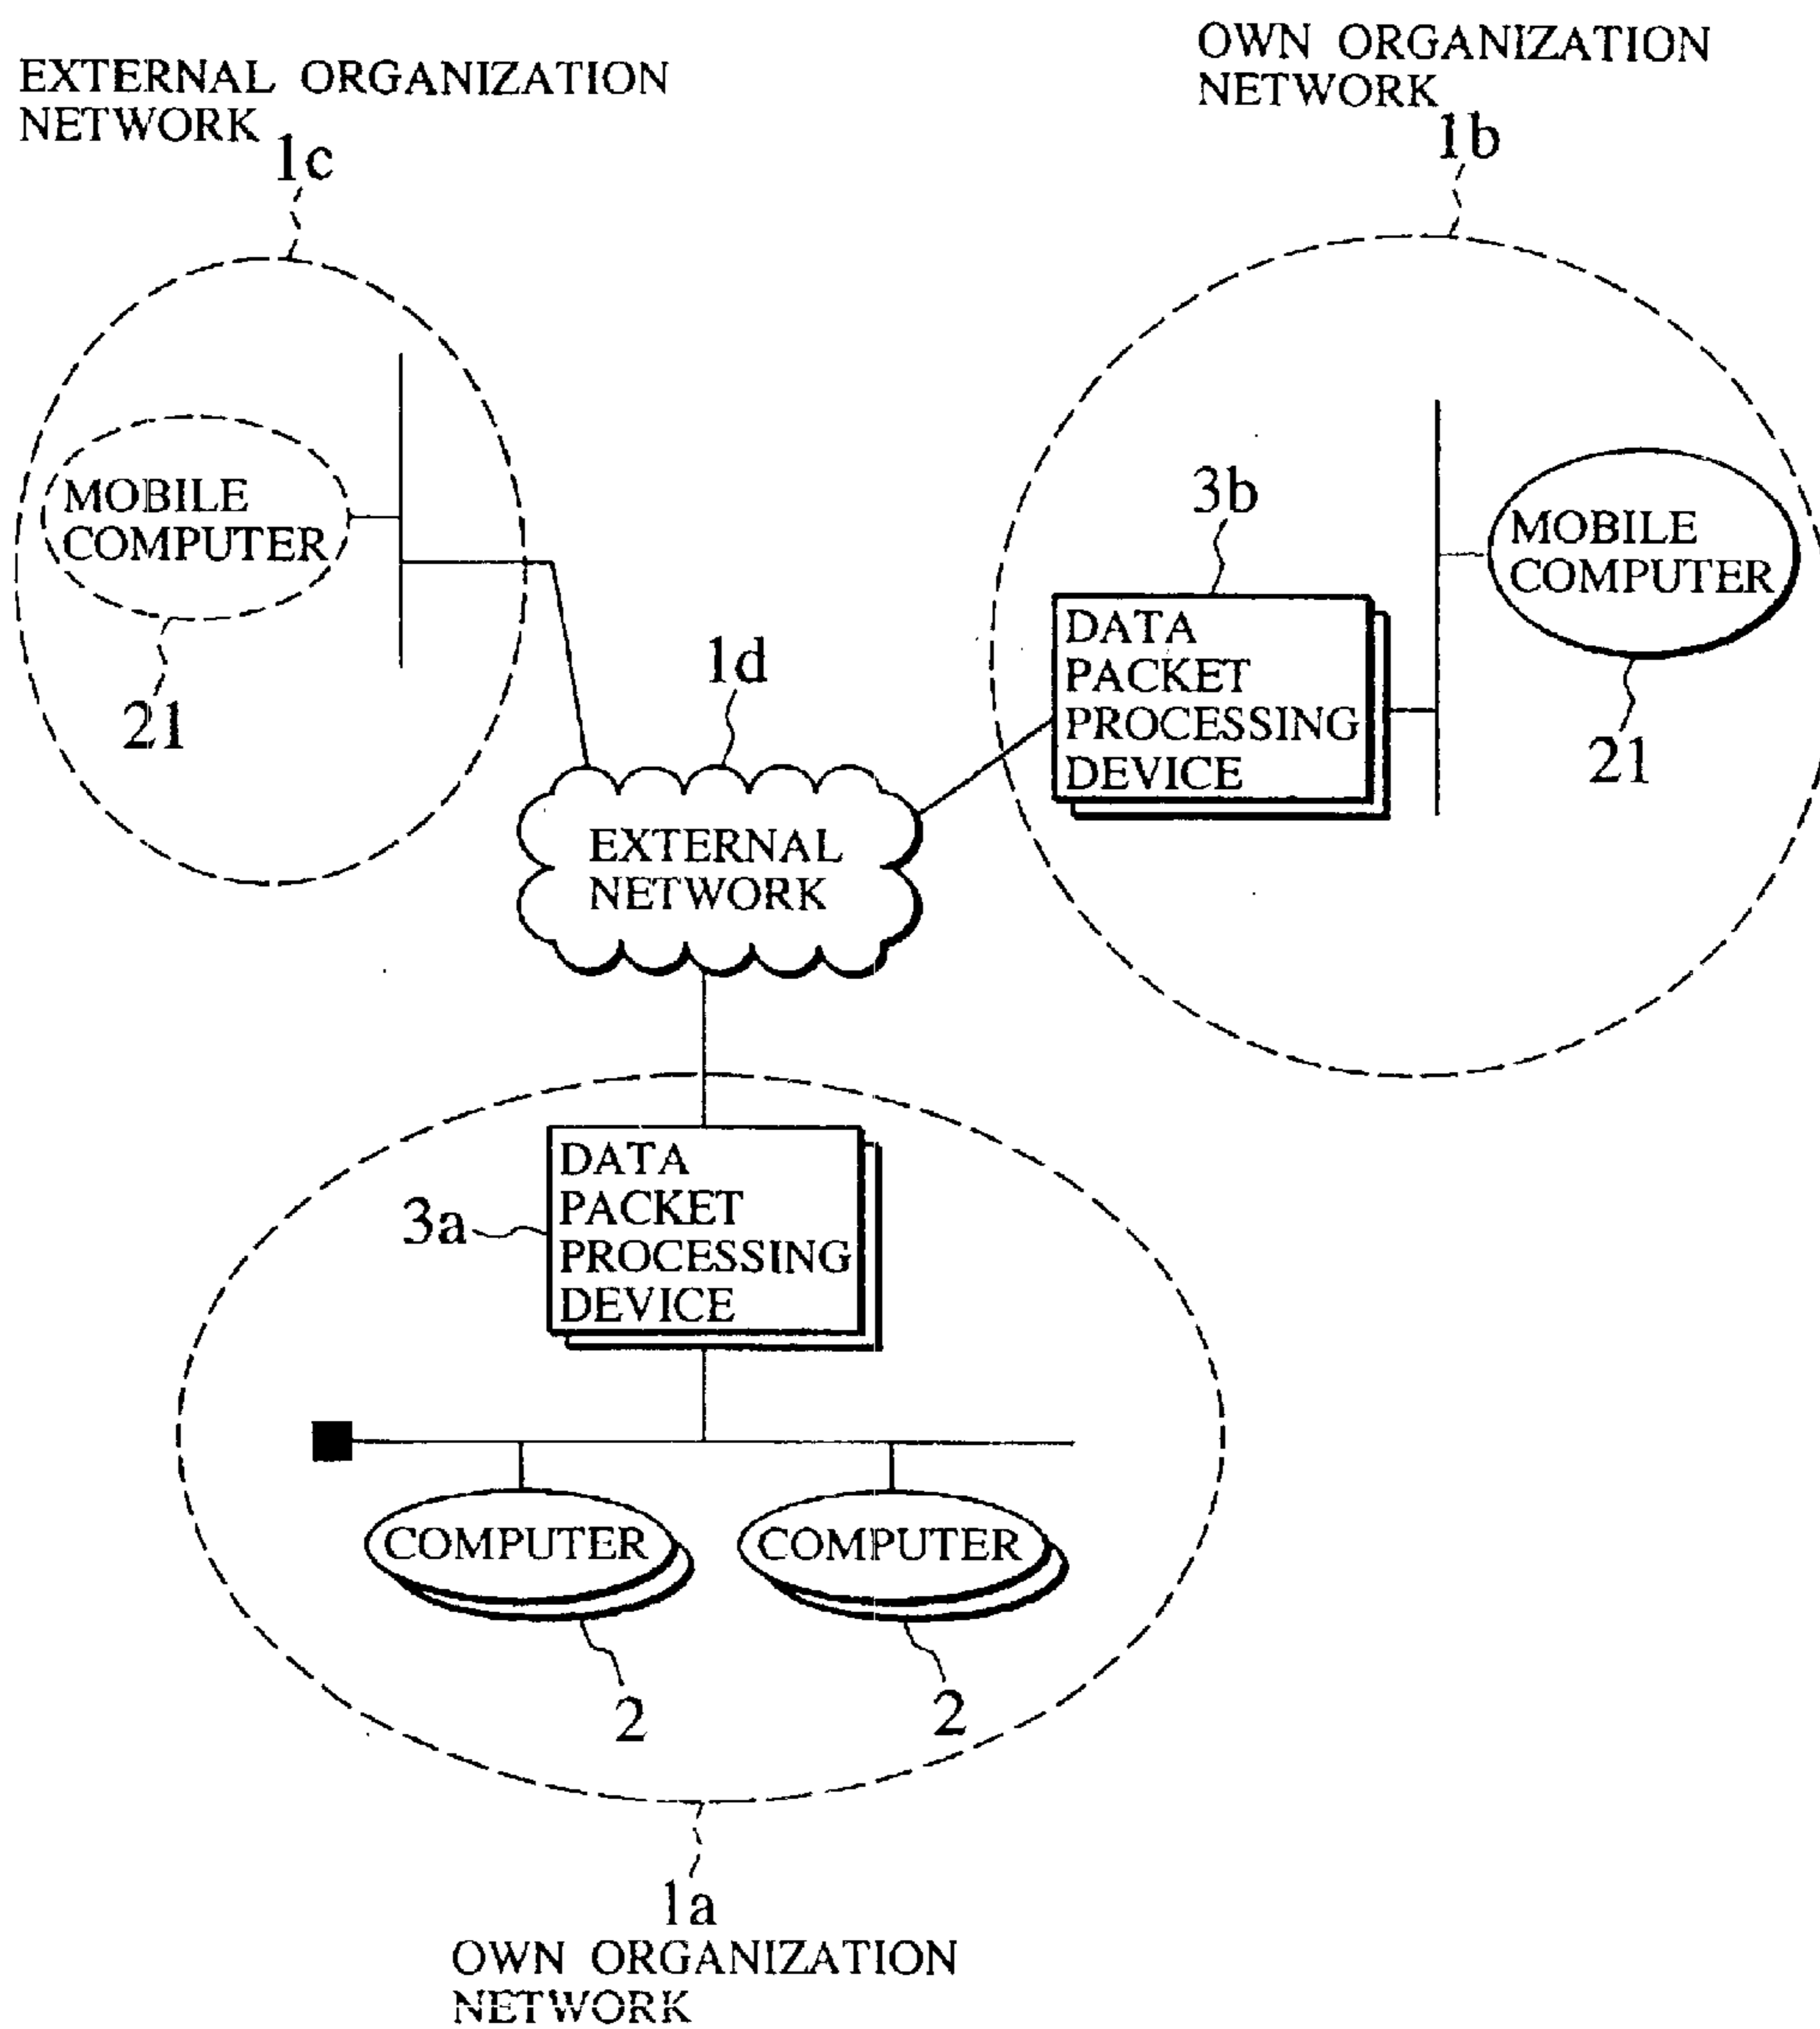 OWN ORGANIZATION
NETWORK
1b
EXTERNAL ORGANIZATION
NETWORK
1c
MOBILE
COMPUTER
21
3b
DATA
PACKET
PROCESSING
DEVICE
MOBILE
COMPUTER
21
1d
EXTERNAL
NETWORK
3a
DATA
PACKET
PROCESSING
DEVICE
COMPUTER
COMPUTER
2
2
1a
OWN ORGANIZATION
NETWORK